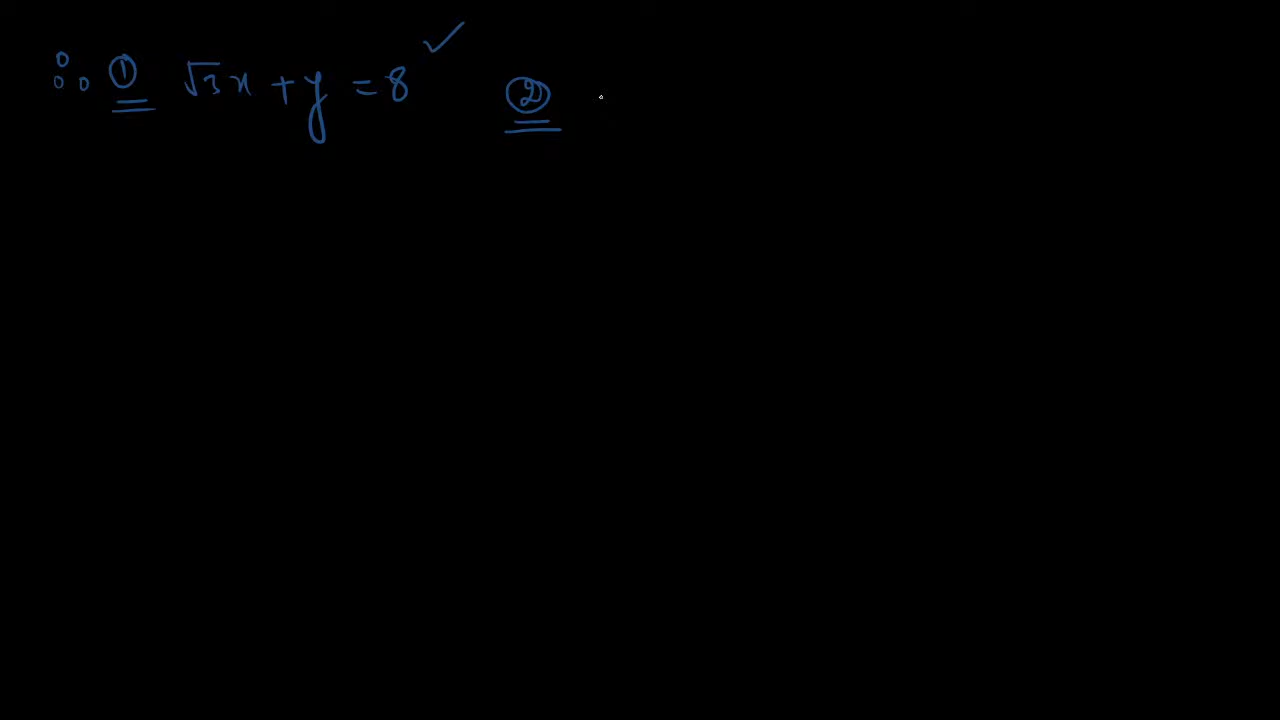 ∴ ① √3x + y = 8 ✓ ②